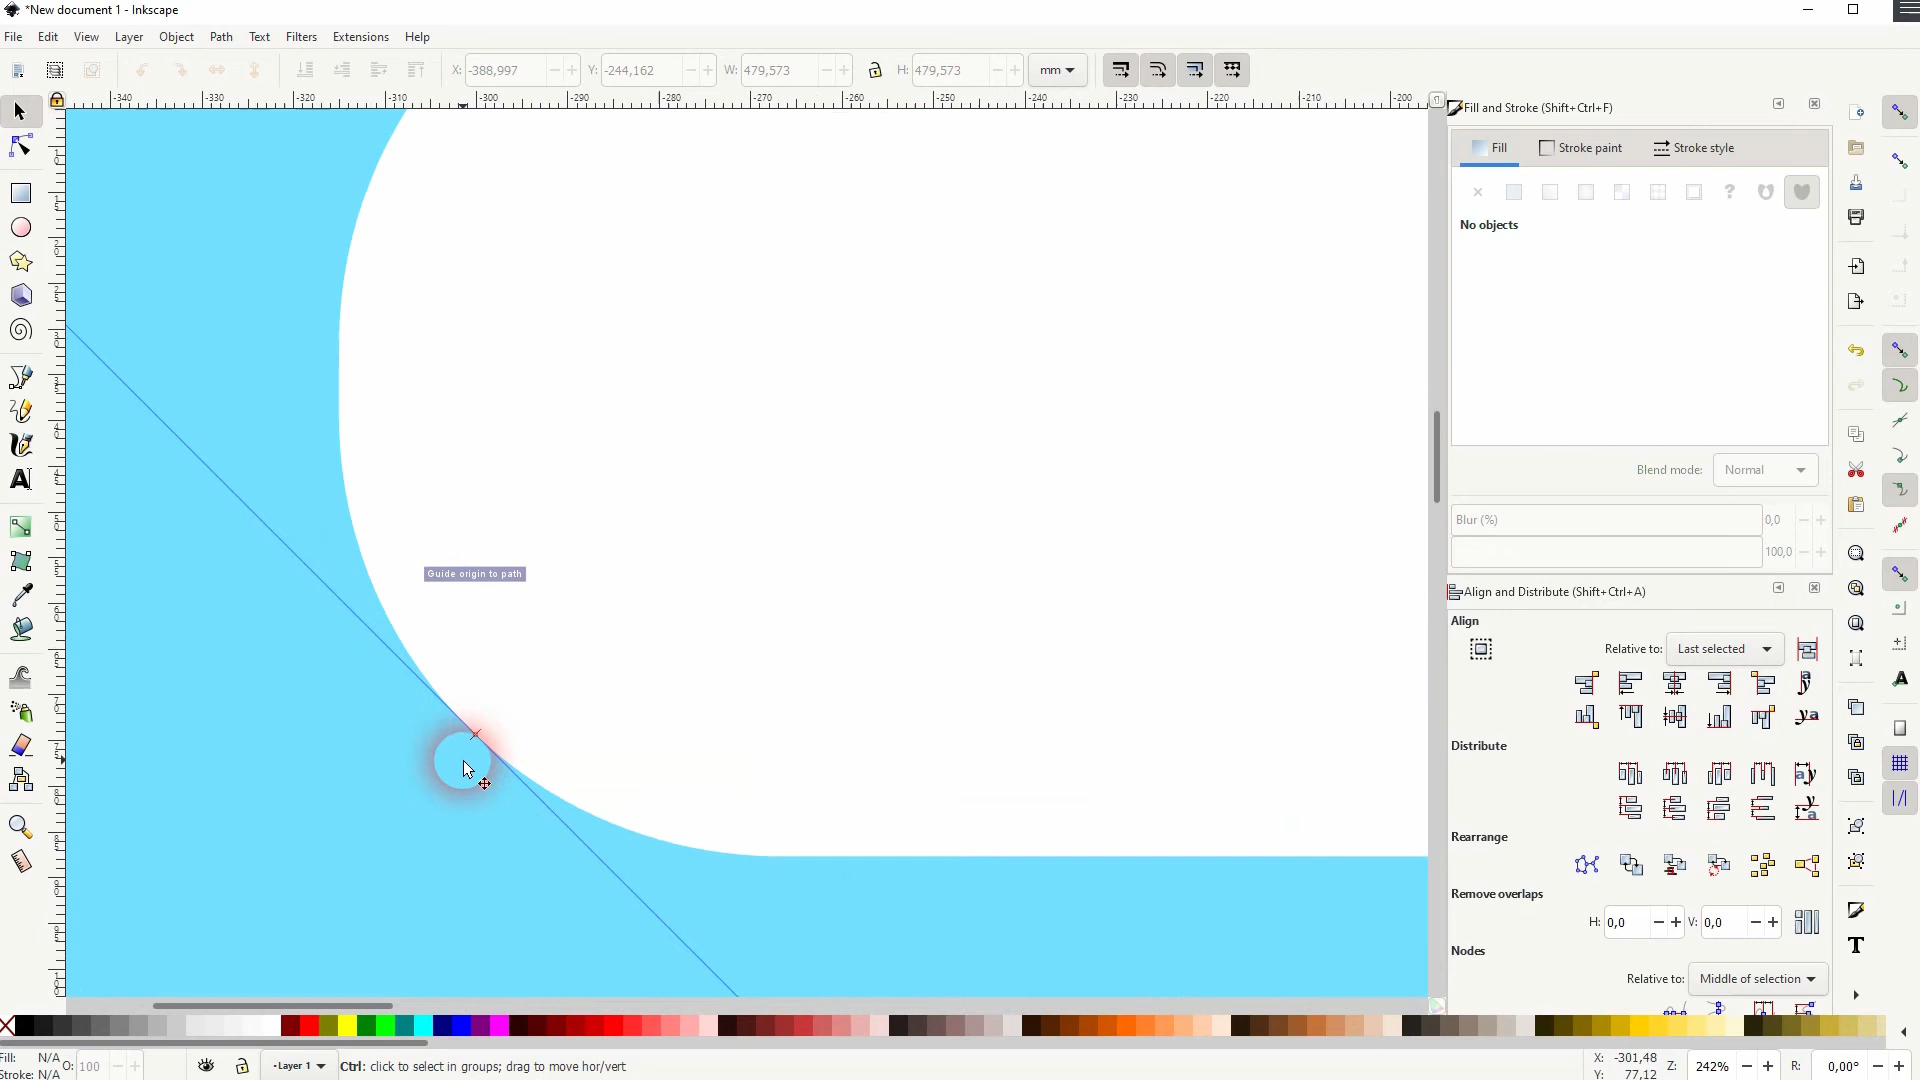 *New document 1 - Inkscape
File Edit View Layer Object Path Text Filters Extensions Help
X: -388,997 Y: -244,162 W: 479,573 H: 479,573 mm
-340 -330 -320 -310 -300 -290 -280 -270 -260 -250 -240 -230 -220 -210 -200
Fill and Stroke (Shift+Ctrl+F)
Fill Stroke paint Stroke style
No objects
Blend mode: Normal
Blur (%) 0,0
100,0
Guide origin to path
Align and Distribute (Shift+Ctrl+A)
Align
Relative to: Last selected
Distribute
Rearrange
Remove overlaps
H: 0,0 V: 0,0
Nodes
Relative to: Middle of selection
Fill: N/A O: 100 Layer 1 Ctrl: click to select in groups; drag to move hor/vert X: -301,48 Z: 242% R: 0,00°
Stroke: N/A Y: 77,12